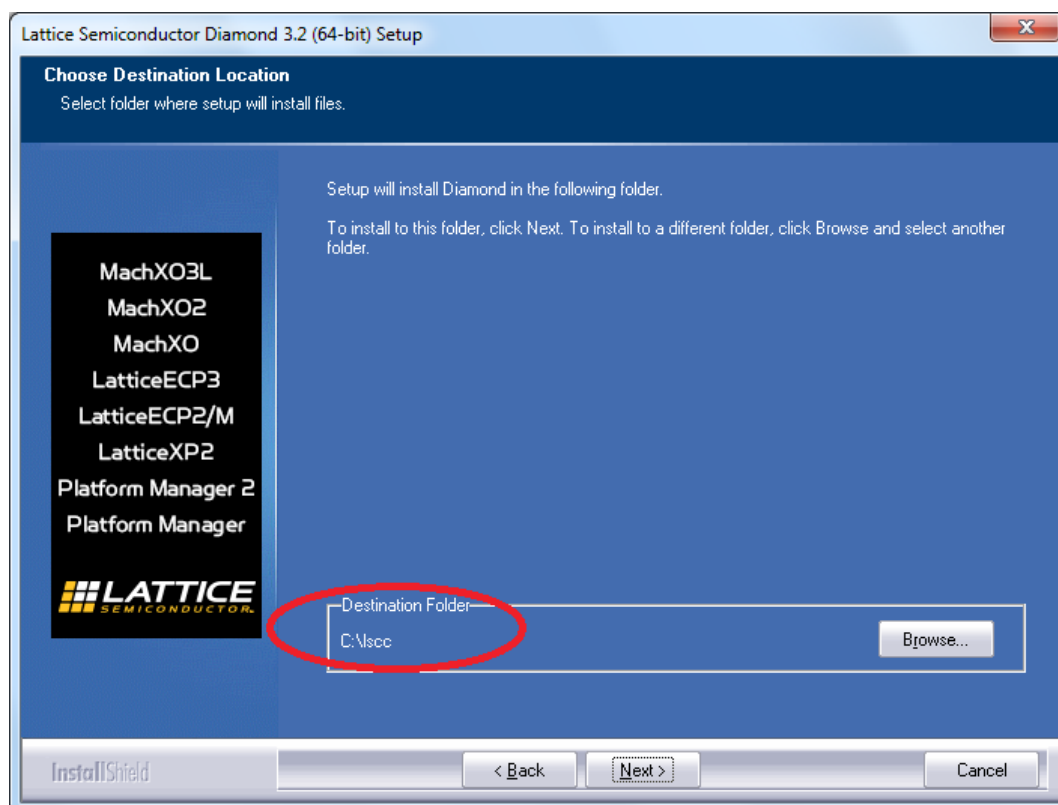 Lattice Semiconductor Diamond 3.2 (64-bit) Setup
Choose Destination Location
Select folder where setup will install files.
Setup will install Diamond in the following folder.
To install to this folder, click Next. To install to a different folder, click Browse and select another
folder.
MachXO3L
MachXO2
MachXO
LatticeECP3
LatticeECP2/M
LatticeXP2
Platform Manager 2
Platform Manager
LATTICE
SEMICONDUCTOR.
Destination Folder
C:\lscc
Browse...
InstallShield
< Back
Next >
Cancel